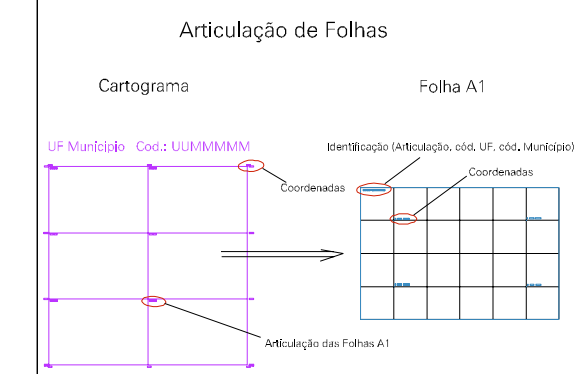 Articulação de Folhas
Cartograma
Folha A1
UF Municipio Cod.: UUMMMMM
Identificação (Articulação, cód. UF, cód. Município)
Coordenadas
Coordenadas
Articulação das Folhas A1